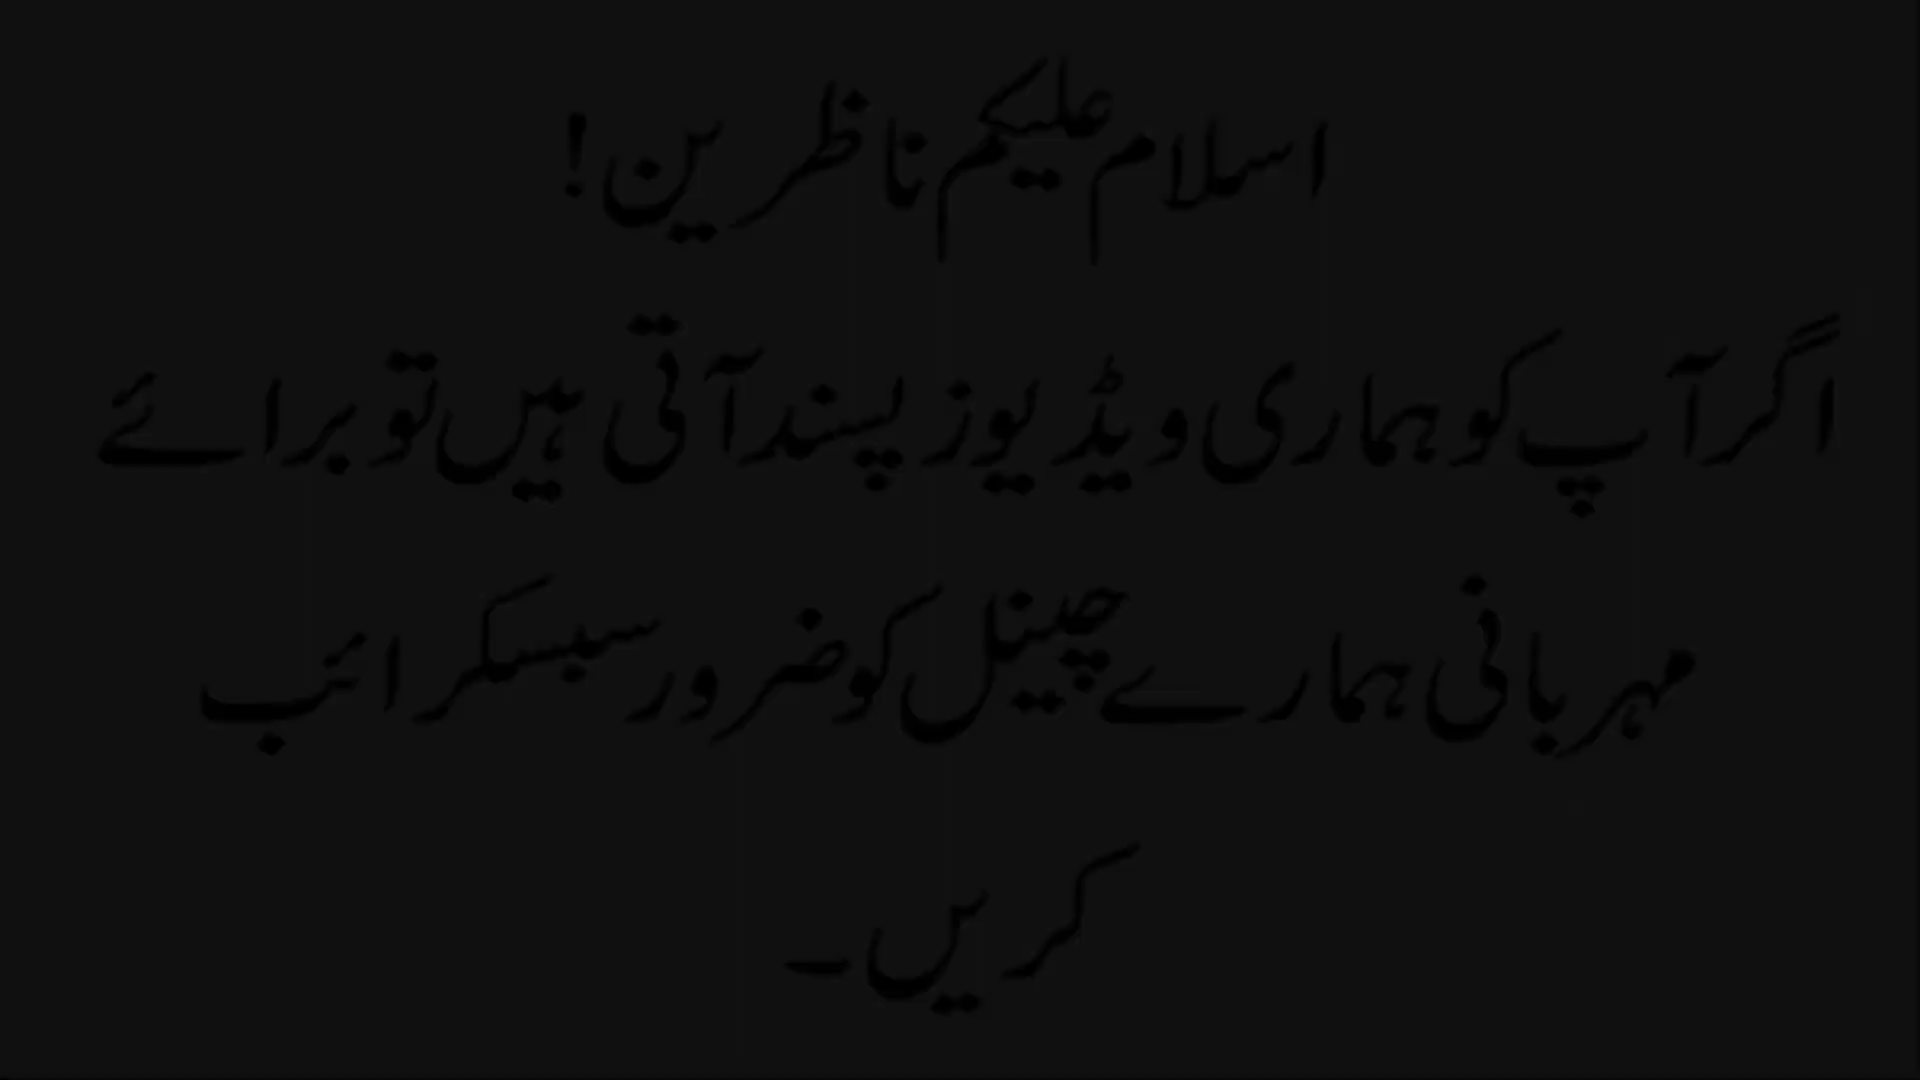 اسلام علیکم ناظرین!
اگر آپ کو ہماری ویڈیوز پسند آتی ہیں تو برائے
مہربانی ہمارے چینل کو ضرور سبسکرائب
کریں۔